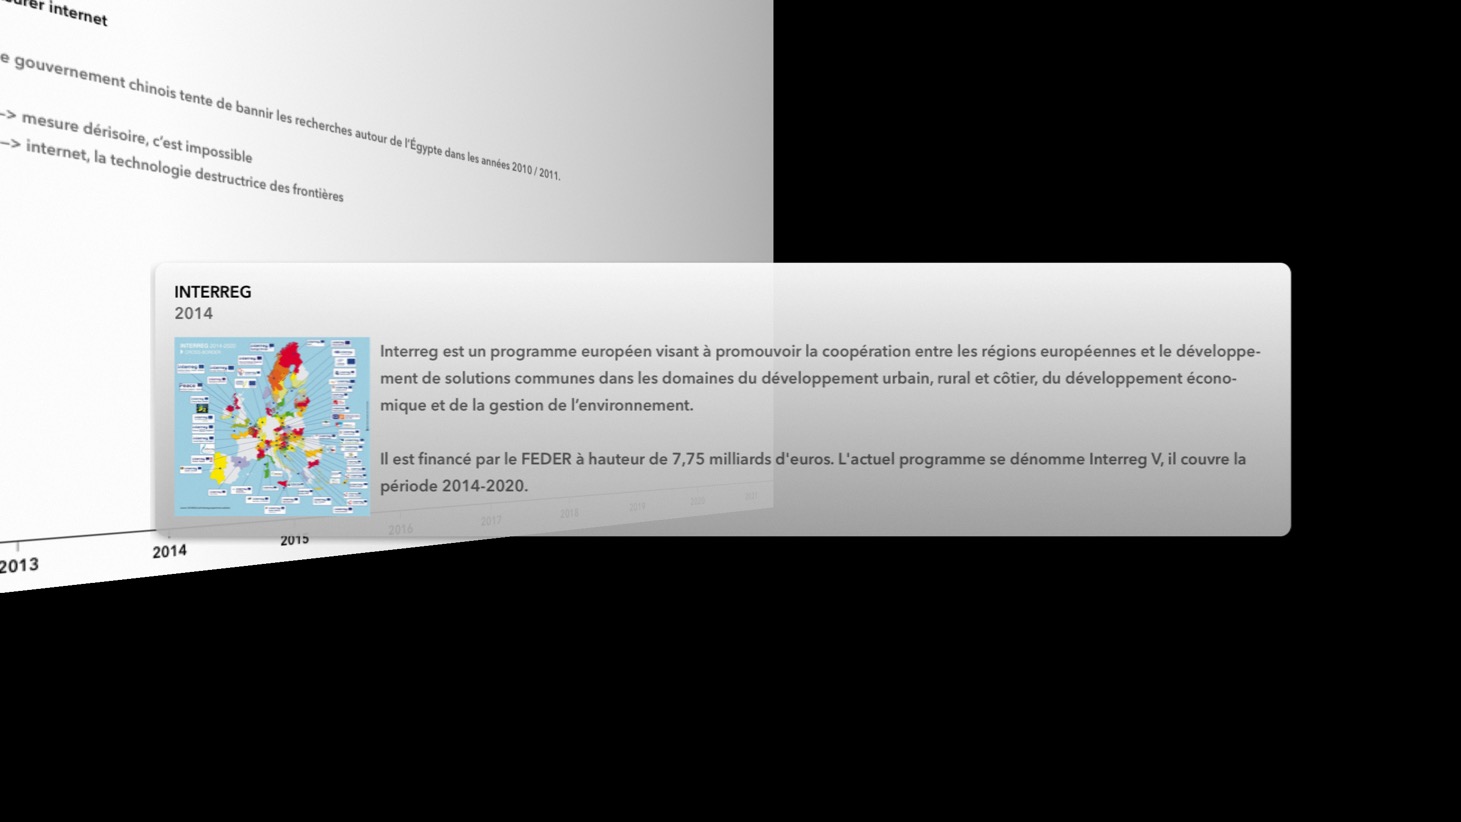 internet
gouvernement chinois tente de bannir les recherches autour de l'Égypte dans les années 2010 / 2011.
–> mesure dérisoire, c'est impossible
–> internet, la technologie destructrice des frontières
INTERREG
2014
INTERREG 2014-2020
Interreg est un programme européen visant à promouvoir la coopération entre les régions européennes et le développe-
ment de solutions communes dans les domaines du développement urbain, rural et côtier, du développement écono-
mique et de la gestion de l'environnement.
Il est financé par le FEDER à hauteur de 7,75 milliards d'euros. L'actuel programme se dénomme Interreg V, il couvre la
période 2014-2020.
2013 2014 2015 2016 2017 2018 2019 2020